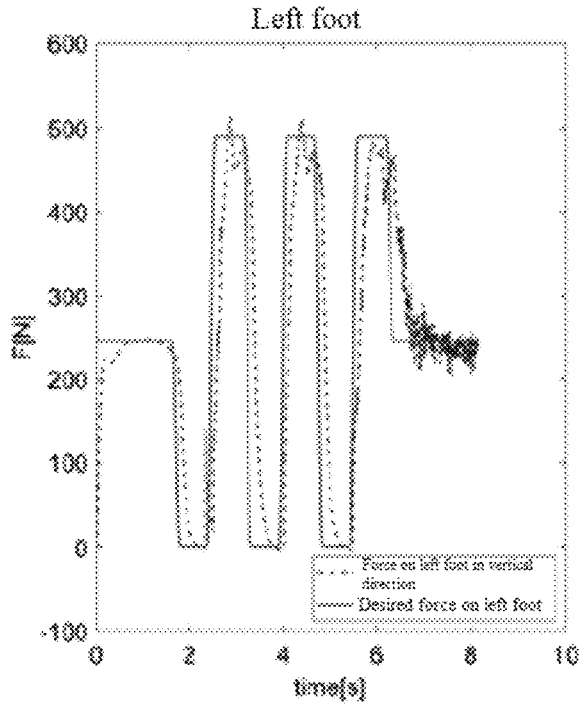 Left foot
600
500
400
300
200
100
0
-100
F[N]
0 2 4 6 8 10
time[s]
Force on left foot in vertical
direction
Desired force on left foot